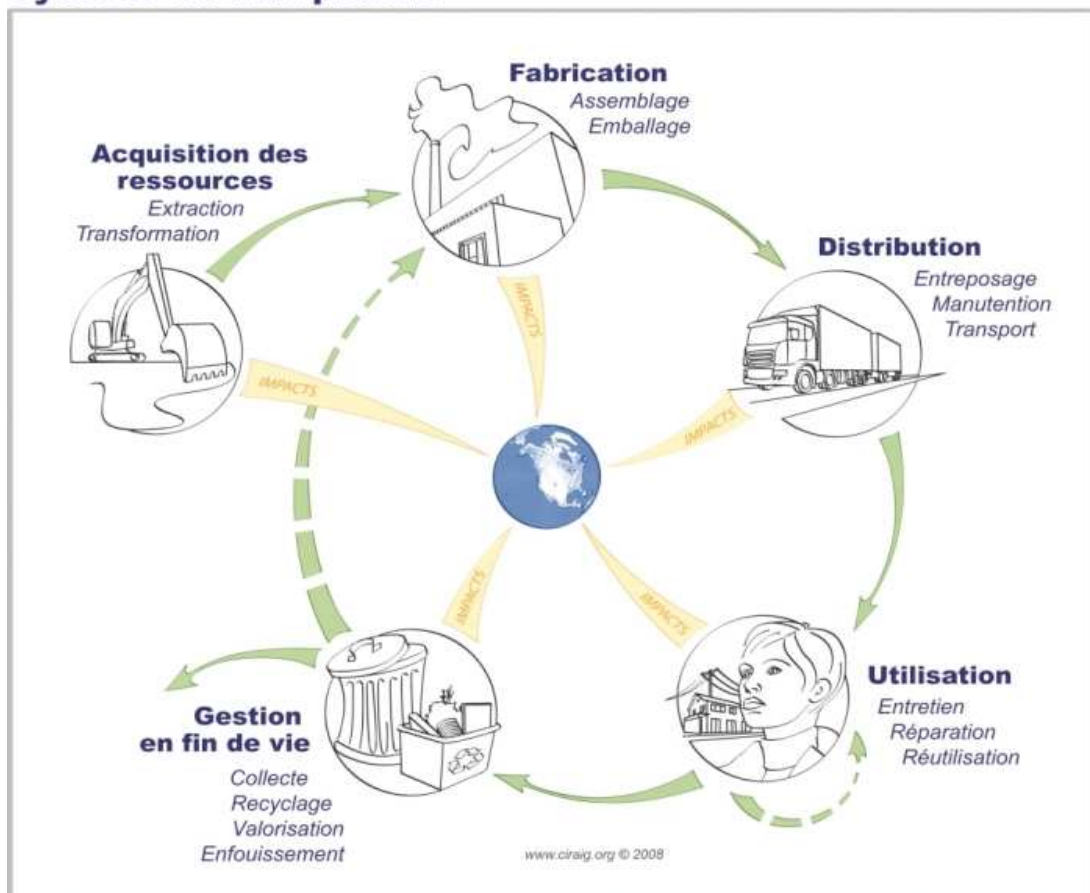 Fabrication
Assemblage
Emballage
Acquisition des
ressources
Extraction
Transformation
Distribution
Entreposage
Manutention
Transport
IMPACTS
IMPACTS
IMPACTS
IMPACTS
IMPACTS
Utilisation
Entretien
Réparation
Réutilisation
Gestion
en fin de vie
Collecte
Recyclage
Valorisation
Enfouissement
www.ciraig.org © 2008